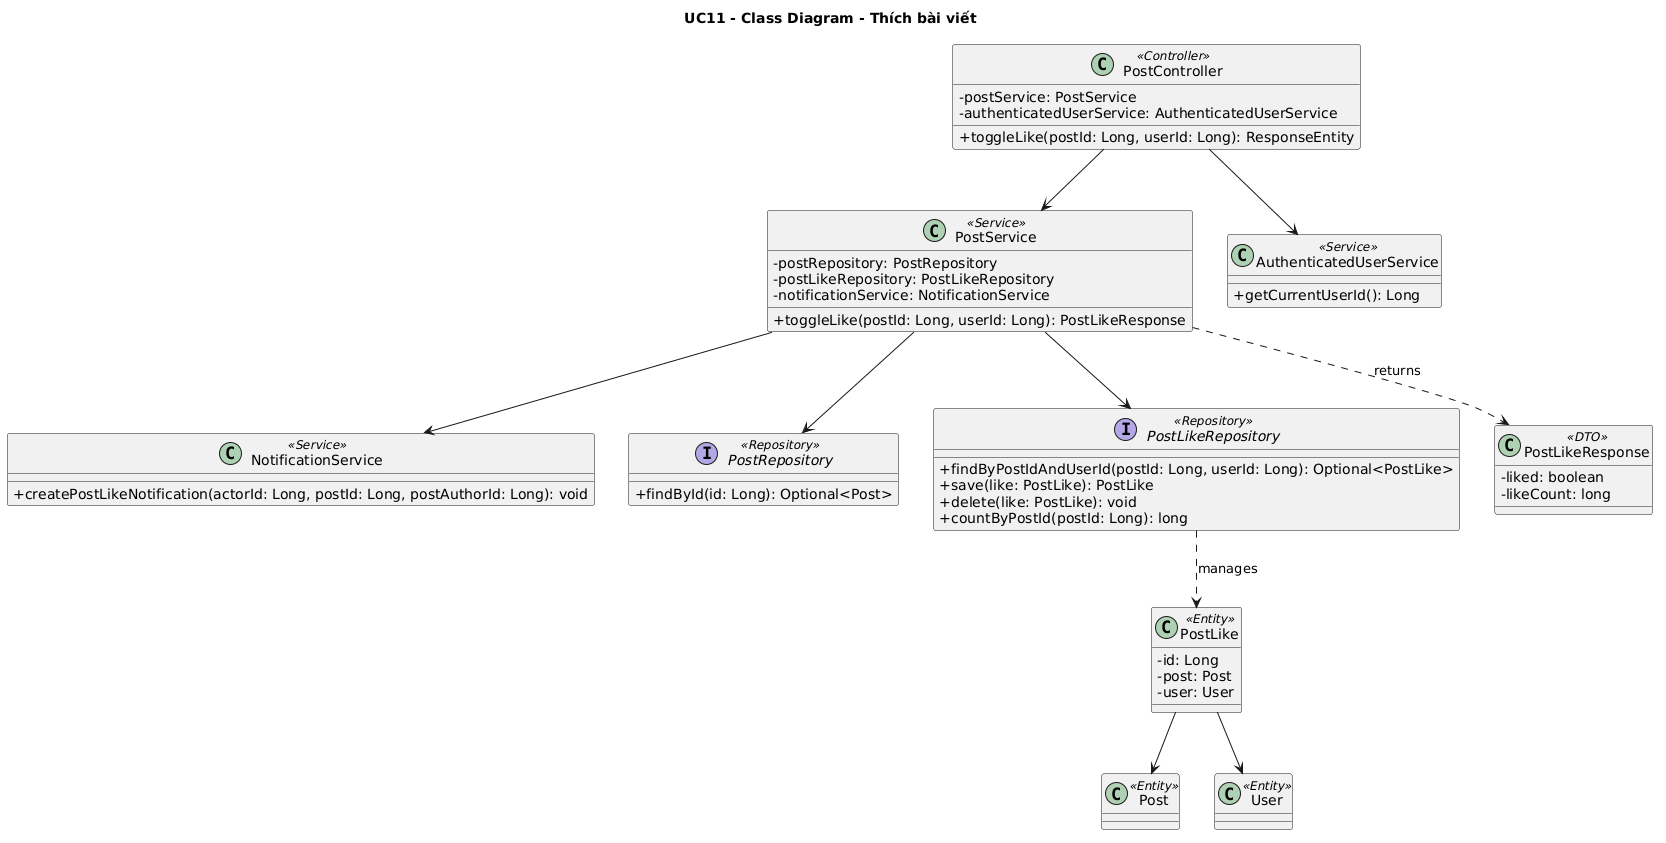 UC11 - Class Diagram - Thích bài viết
«Controller»
C PostController
-postService: PostService
-authenticatedUserService: AuthenticatedUserService
+toggleLike(postId: Long, userId: Long): ResponseEntity
«Service»
C PostService
-postRepository: PostRepository
-postLikeRepository: PostLikeRepository
-notificationService: NotificationService
+toggleLike(postId: Long, userId: Long): PostLikeResponse
«Service»
C AuthenticatedUserService
+getCurrentUserId(): Long
returns
«Service»
C NotificationService
+createPostLikeNotification(actorId: Long, postId: Long, postAuthorId: Long): void
«Repository»
I PostRepository
+findById(id: Long): Optional<Post>
«Repository»
I PostLikeRepository
+findByPostIdAndUserId(postId: Long, userId: Long): Optional<PostLike>
+save(like: PostLike): PostLike
+delete(like: PostLike): void
+countByPostId(postId: Long): long
«DTO»
C PostLikeResponse
-liked: boolean
-likeCount: long
manages
«Entity»
C PostLike
-id: Long
-post: Post
-user: User
«Entity»
C Post
«Entity»
C User